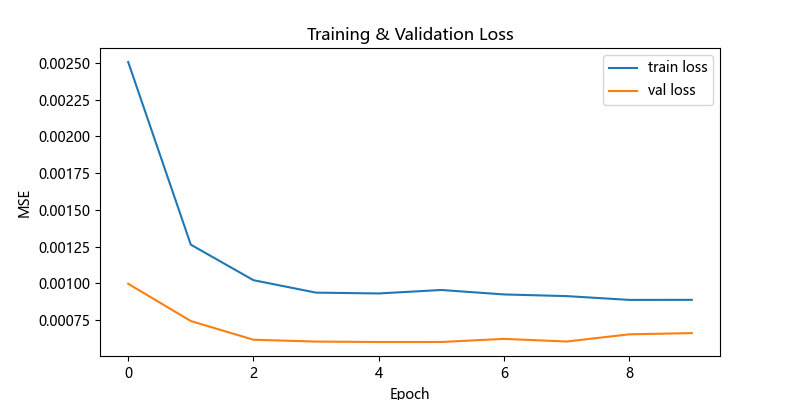 Training & Validation Loss
train loss
val loss
0.00250
0.00225
0.00200
0.00175
0.00150
0.00125
0.00100
0.00075
MSE
0 2 4 6 8
Epoch